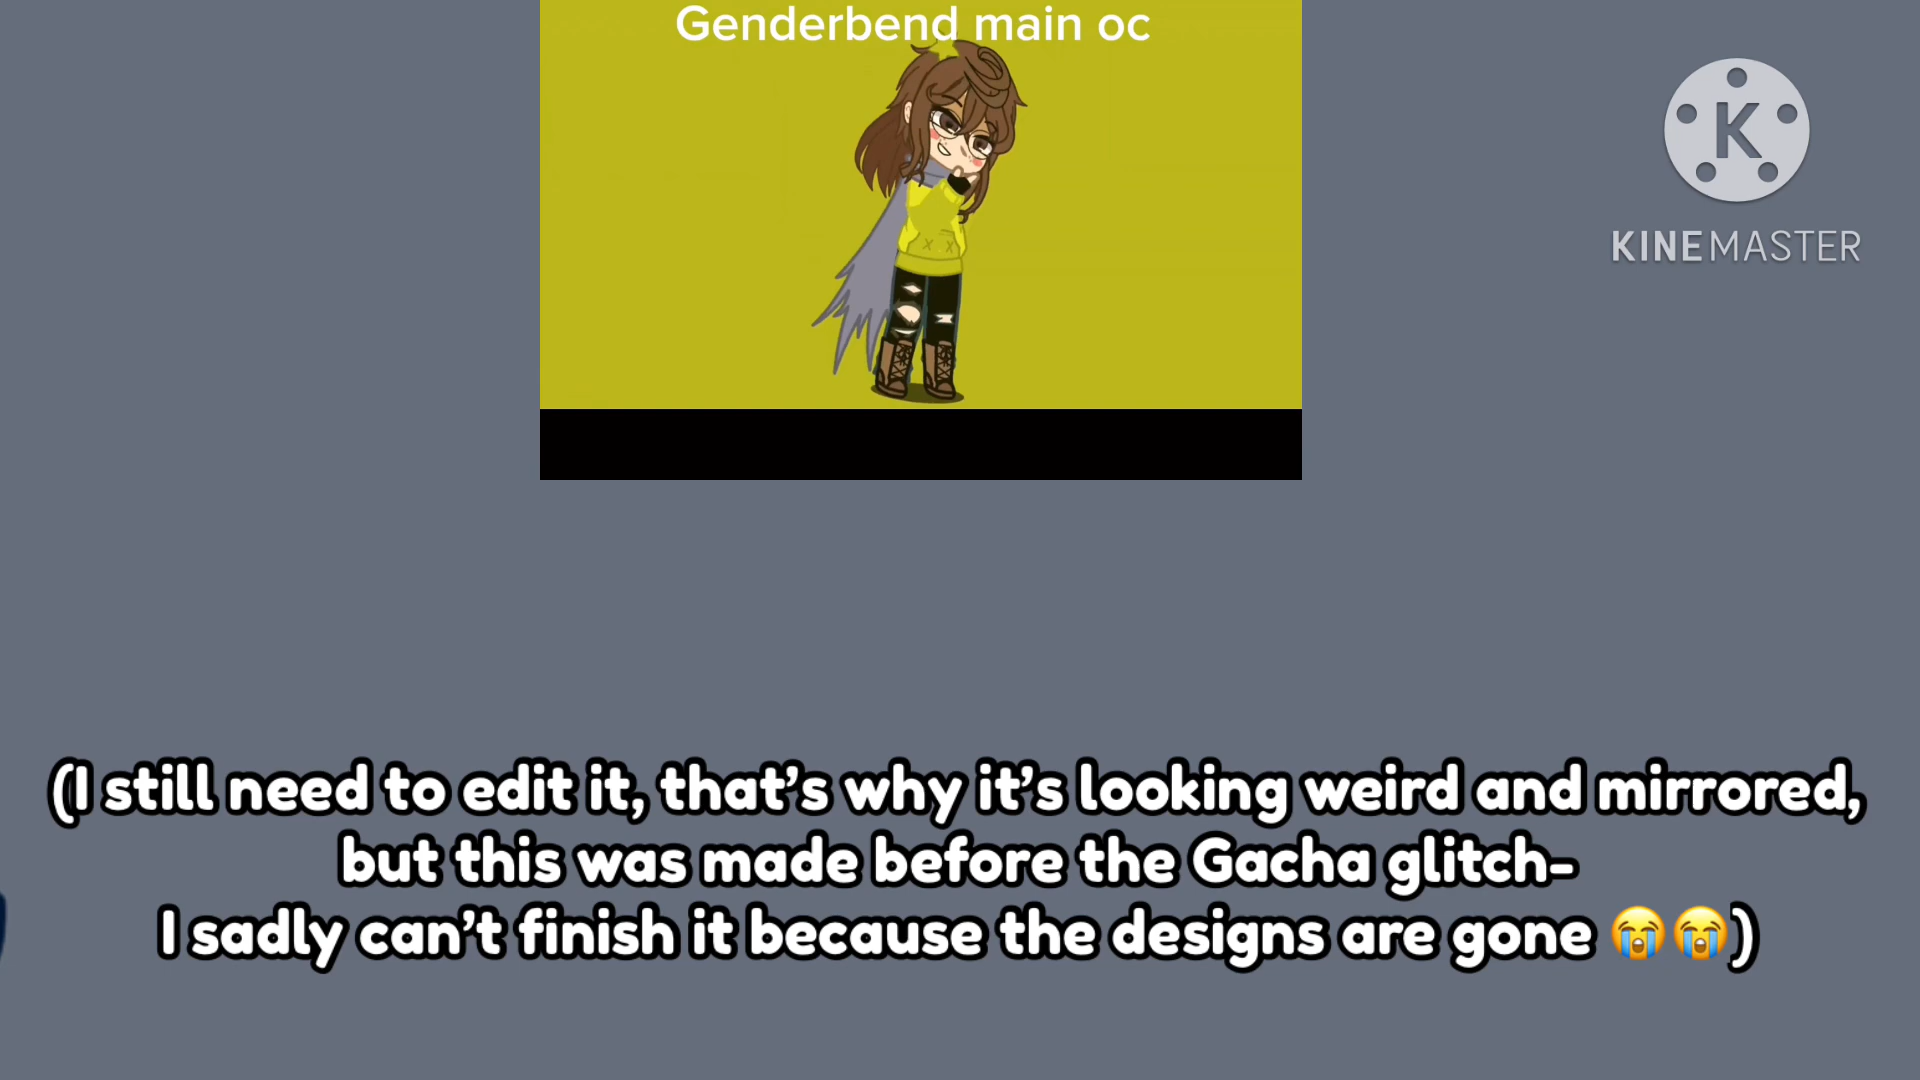 Genderbend main oc
K
KINEMASTER
(I still need to edit it, that's why it's looking weird and mirrored,
but this was made before the Gacha glitch-
I sadly can't finish it because the designs are gone 😭😭)